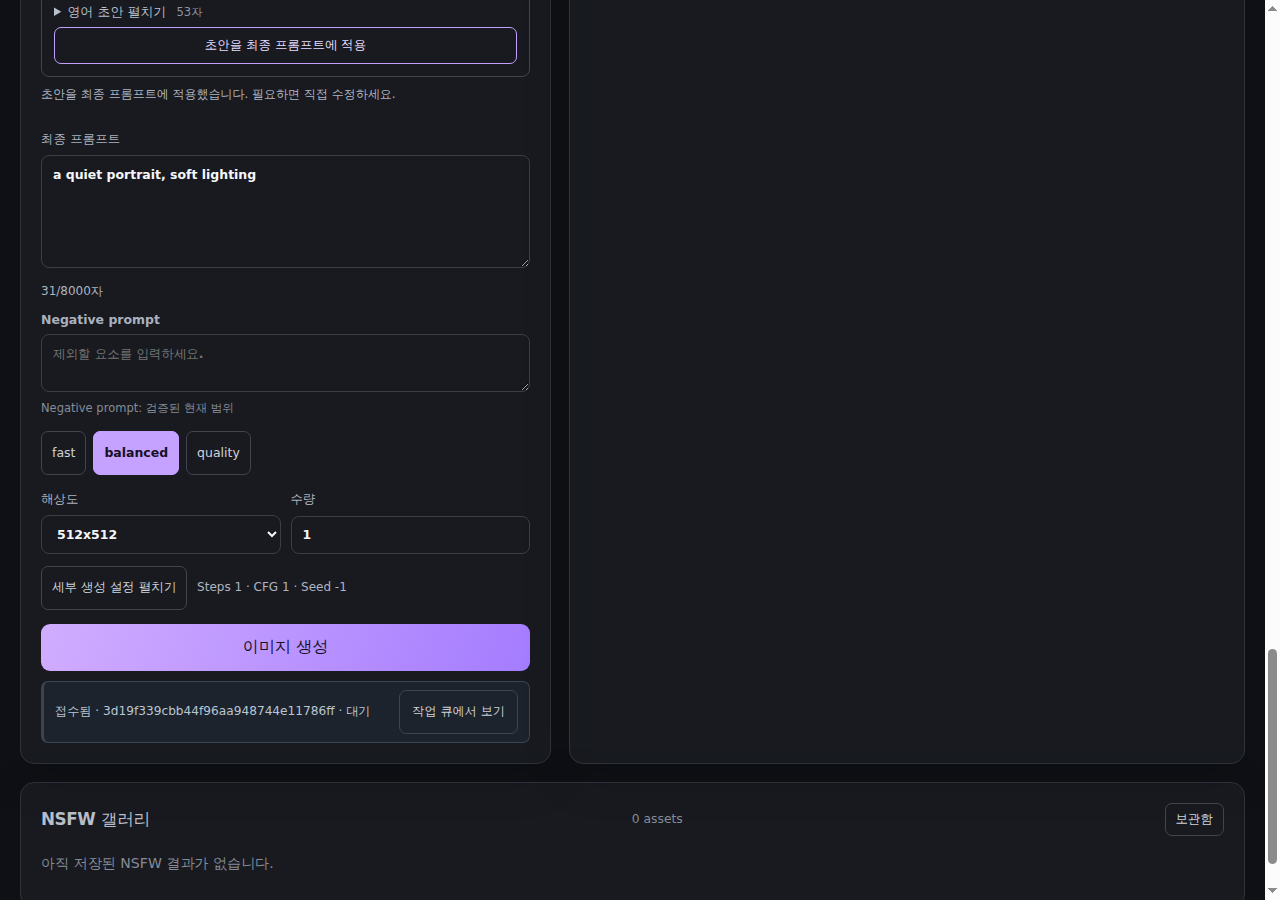 ▶ 영어 초안 펼치기 53자
초안을 최종 프롬프트에 적용
초안을 최종 프롬프트에 적용했습니다. 필요하면 직접 수정하세요.
최종 프롬프트
a quiet portrait, soft lighting
31/8000자
Negative prompt
제외할 요소를 입력하세요.
Negative prompt: 검증된 현재 범위
fast balanced quality
해상도 수량
512x512 1
세부 생성 설정 펼치기 Steps 1 · CFG 1 · Seed -1
이미지 생성
접수됨 · 3d19f339cbb44f96aa948744e11786ff · 대기 작업 큐에서 보기
NSFW 갤러리 0 assets 보관함
아직 저장된 NSFW 결과가 없습니다.